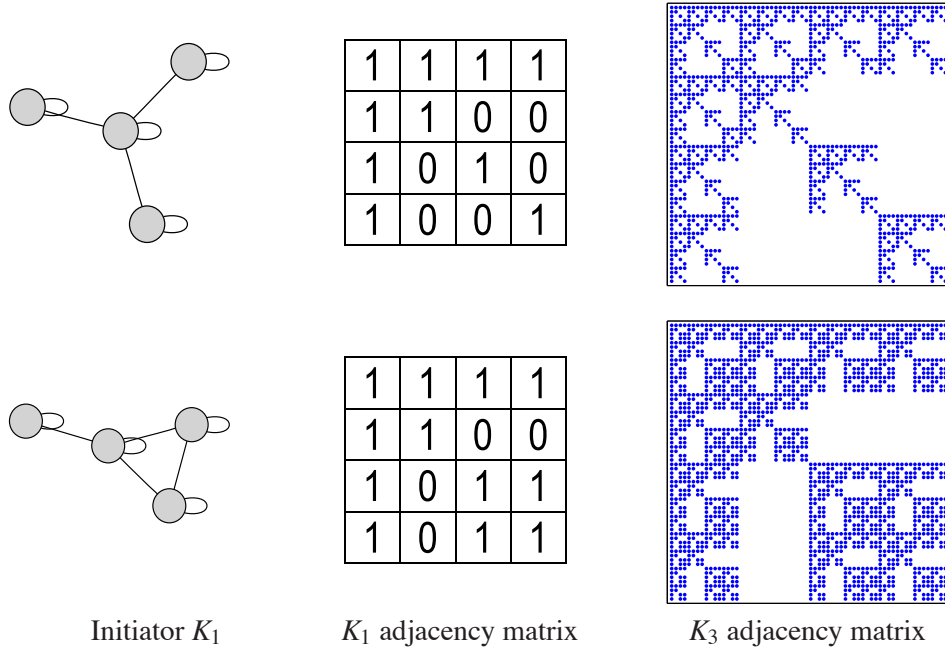 1 1 1 1
1 1 0 0
1 0 1 0
1 0 0 1
1 1 1 1
1 1 0 0
1 0 1 1
1 0 1 1
Initiator K1 K1 adjacency matrix K3 adjacency matrix